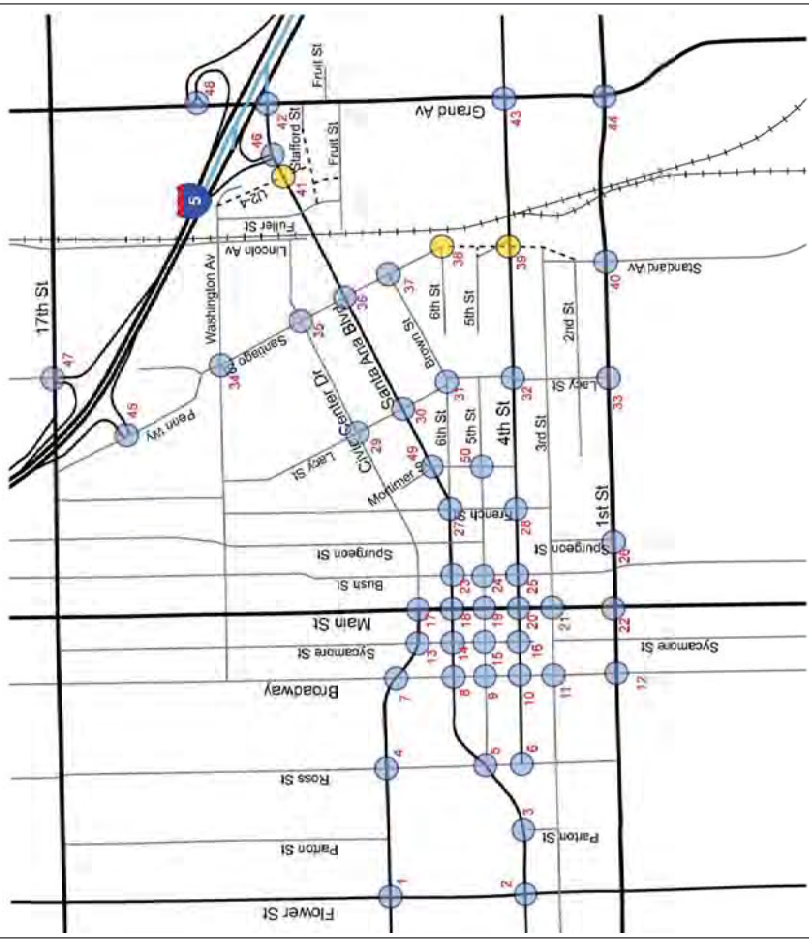 48
Fruit St
46
42
Grand Av
43
44
Stafford St
Fruit St
41
5
U2-A
Fuller St
Lincoln Av
17th St
Washington Av
38
39
36
37
6th St
5th St
2nd St
40
Standard Av
35
47
Santiago St
34
Santa Ana Blvd
Brown St
45
Penn Wy
Civic Center Dr
31
32
Lacy St
33
30
6th St
5th St
4th St
3rd St
29
Lacy St
49
50
Mortimer St
1st St
27
French St
28
Spurgeon St
Spurgeon St
26
Bush St
23
24
25
Main St
17
18
19
20
21
22
Sycamore St
13
14
15
16
Sycamore St
Broadway
7
8
9
10
11
12
Ross St
4
5
6
3
Parton St
Parton St
1
2
Flower St